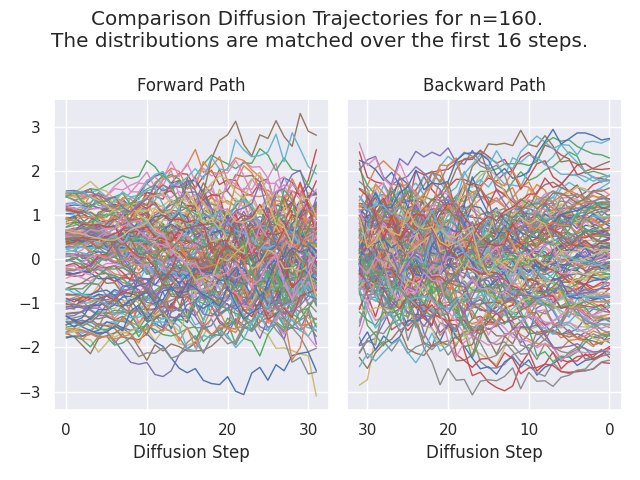 Comparison Diffusion Trajectories for n=160.
The distributions are matched over the first 16 steps.
Forward Path
Backward Path
3
2
1
0
−1
−2
−3
0 10 20 30
30 20 10 0
Diffusion Step
Diffusion Step